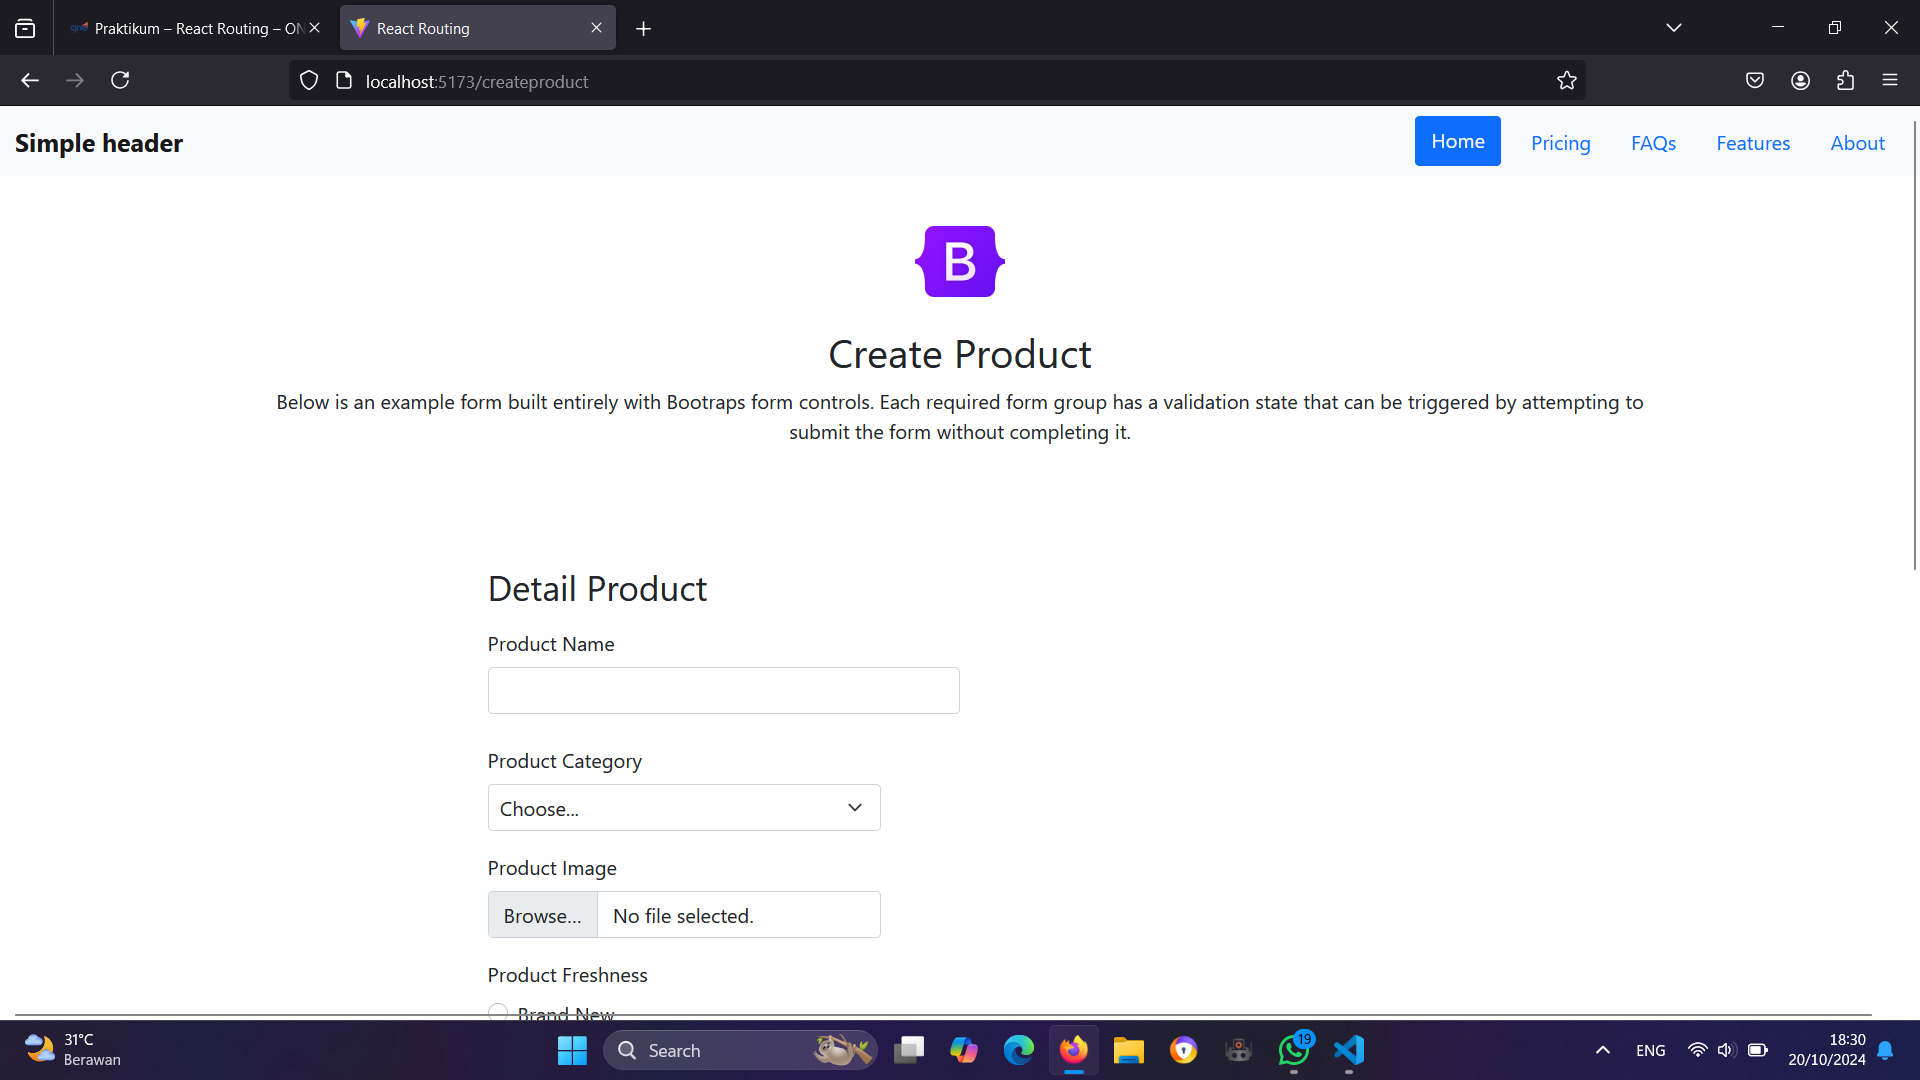 Praktikum – React Routing – ON
React Routing
localhost:5173/createproduct
Simple header
Home
Pricing
FAQs
Features
About
B
Create Product
Below is an example form built entirely with Bootraps form controls. Each required form group has a validation state that can be triggered by attempting to
submit the form without completing it.
Detail Product
Product Name
Product Category
Choose...
Product Image
Browse...
No file selected.
Product Freshness
Brand New
31°C
Berawan
Search
19
ENG
18:30
20/10/2024